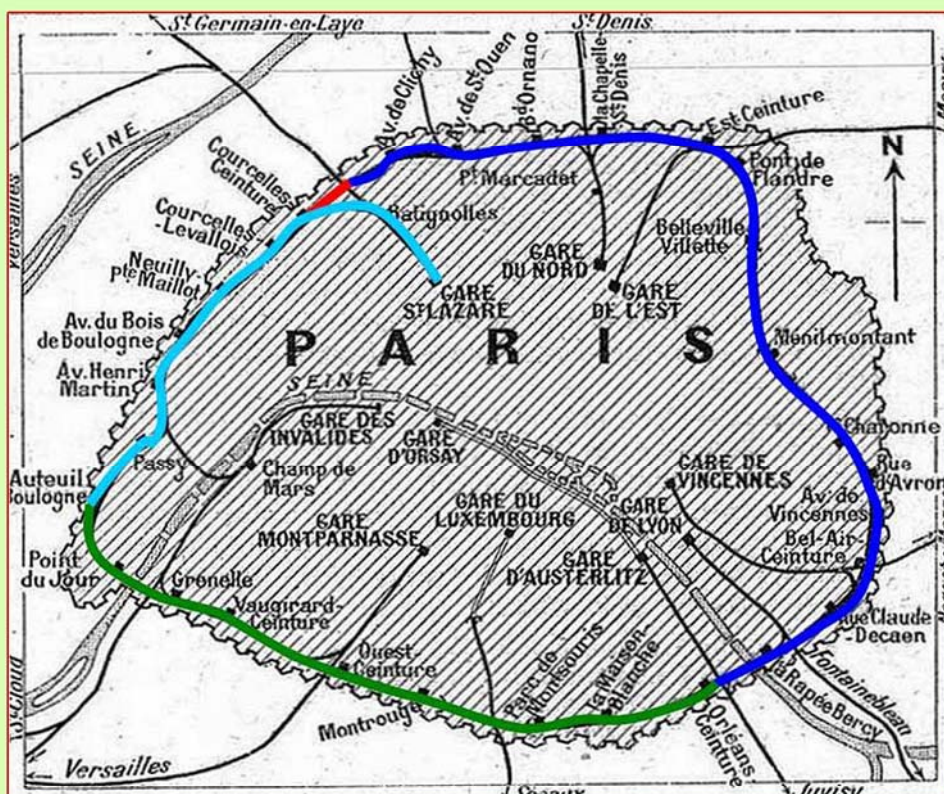 St Germain-en-Laye
St Denis
Av. de Clichy
Av. de St Ouen
Bd Ornano
la Chapelle-
St Denis
Est Ceinture
SEINE
Courcelles
Ceinture
Pt Marcadet
Pont de
Flandre
N
Versailles
Courcelles
-Levallois
Batignolles
Belleville
Villette
Neuilly-
Pte Maillot
GARE
DU NORD
GARE
ST LAZARE
GARE
DE L'EST
Av. du Bois
de Boulogne
PARIS
Menilmontant
Av. Henri
Martin
SEINE
GARE DES
INVALIDES
GARE
D'ORSAY
Charonne
Passy
Champ de
Mars
GARE DE
VINCENNES
Rue
d'Avron
Auteuil
Boulogne
GARE DU
LUXEMBOURG
GARE
DE LYON
Av. de
Vincennes
GARE
MONTPARNASSE
Bel-Air-
Ceinture
Point
du Jour
GARE
D'AUSTERLITZ
Grenelle
Vaugirard-
Ceinture
Rue Claude
-Decaen
Ouest-
Ceinture
Parc de
Montsouris
la Maison-
Blanche
la Rapée Bercy
Fontainebleau
St Cloud
Montrouge
Orléans-
Ceinture
Versailles
Sceaux
Juvisy